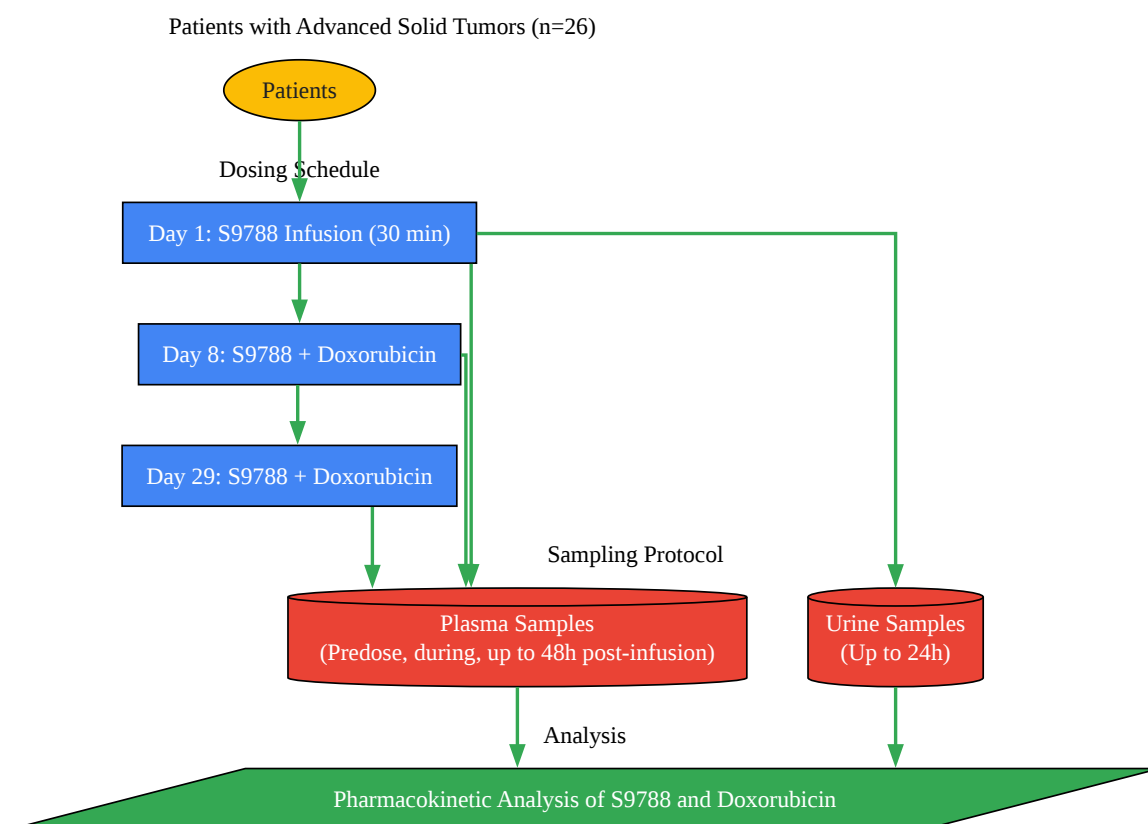 Patients with Advanced Solid Tumors (n=26)
Patients
Dosing Schedule
Day 1: S9788 Infusion (30 min)
Day 8: S9788 + Doxorubicin
Day 29: S9788 + Doxorubicin
Sampling Protocol
Plasma Samples
(Predose, during, up to 48h post-infusion)
Urine Samples
(Up to 24h)
Analysis
Pharmacokinetic Analysis of S9788 and Doxorubicin